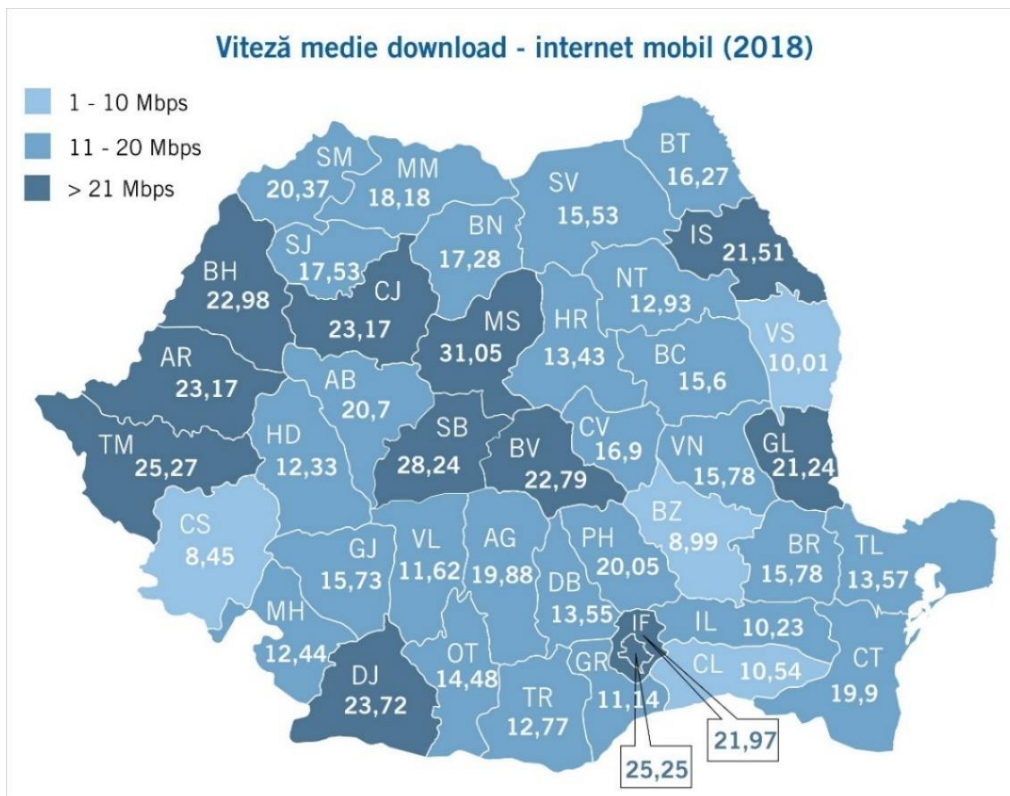 Viteză medie download - internet mobil (2018)
1 - 10 Mbps
11 - 20 Mbps
> 21 Mbps
SM
20,37
MM
18,18
SV
15,53
BT
16,27
IS
21,51
SJ
17,53
BN
17,28
BH
22,98
CJ
23,17
MS
31,05
HR
13,43
NT
12,93
VS
10,01
AR
23,17
AB
20,7
BC
15,6
TM
25,27
HD
12,33
SB
28,24
BV
22,79
CV
16,9
VN
15,78
GL
21,24
CS
8,45
GJ
15,73
VL
11,62
AG
19,88
DB
13,55
PH
20,05
BZ
8,99
BR
15,78
TL
13,57
MH
12,44
DJ
23,72
OT
14,48
TR
12,77
GR
11,14
IF
IL 10,23
CL 10,54
CT
19,9
21,97
25,25